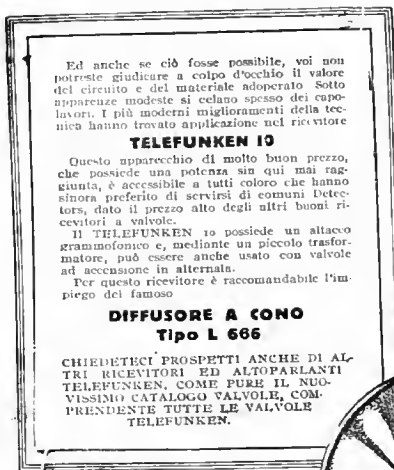 Ed anche se ciò fosse possibile, voi non
potreste giudicare a colpo d'occhio il valore
del circuito e del materiale adoperato Sotto
apparenze modeste si celano spesso dei capo-
lavori. I più moderni miglioramenti della tec-
nica hanno trovato applicazione nel ricevitore
TELEFUNKEN 10
Questo apparecchio di molto buon prezzo,
che possiede una potenza sin qui mai rag-
giunta, è accessibile a tutti coloro che hanno
sinora preferito di servirsi di comuni Detec-
tors, dato il prezzo alto degli altri buoni ri-
cevitori a valvole.
Il TELEFUNKEN 10 possiede un attacco
grammofonico e, mediante un piccolo trasfor-
matore, può essere anche usato con valvole
ad accensione in alternata.
Per questo ricevitore è raccomandabile l'im-
piego del famoso
DIFFUSORE A CONO
Tipo L 666
CHIEDETECI PROSPETTI ANCHE DI AL-
TRI RICEVITORI ED ALTOPARLANTI
TELEFUNKEN, COME PURE IL NUO-
VISSIMO CATALOGO VALVOLE, COM-
PRENDENTE TUTTE LE VALVOLE
TELEFUNKEN.